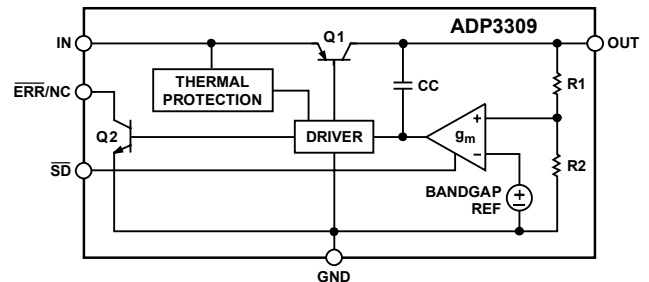 ADP3309
Q1
IN
OUT
THERMAL
PROTECTION
CC
R1
ERR/NC
Q2
DRIVER
+
gm
−
R2
SD
BANDGAP
REF
+
−
GND